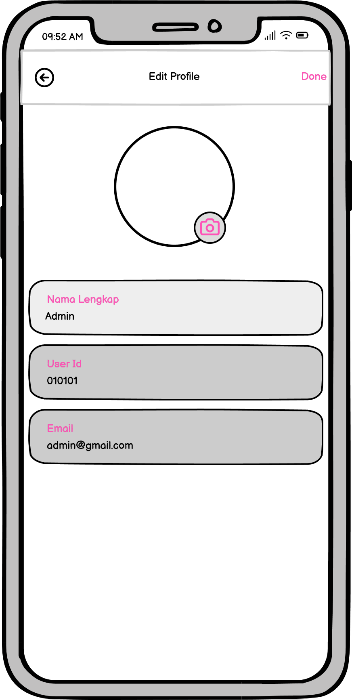 09:52 AM
Edit Profile
Done
Nama Lengkap
Admin
User Id
010101
Email
admin@gmail.com